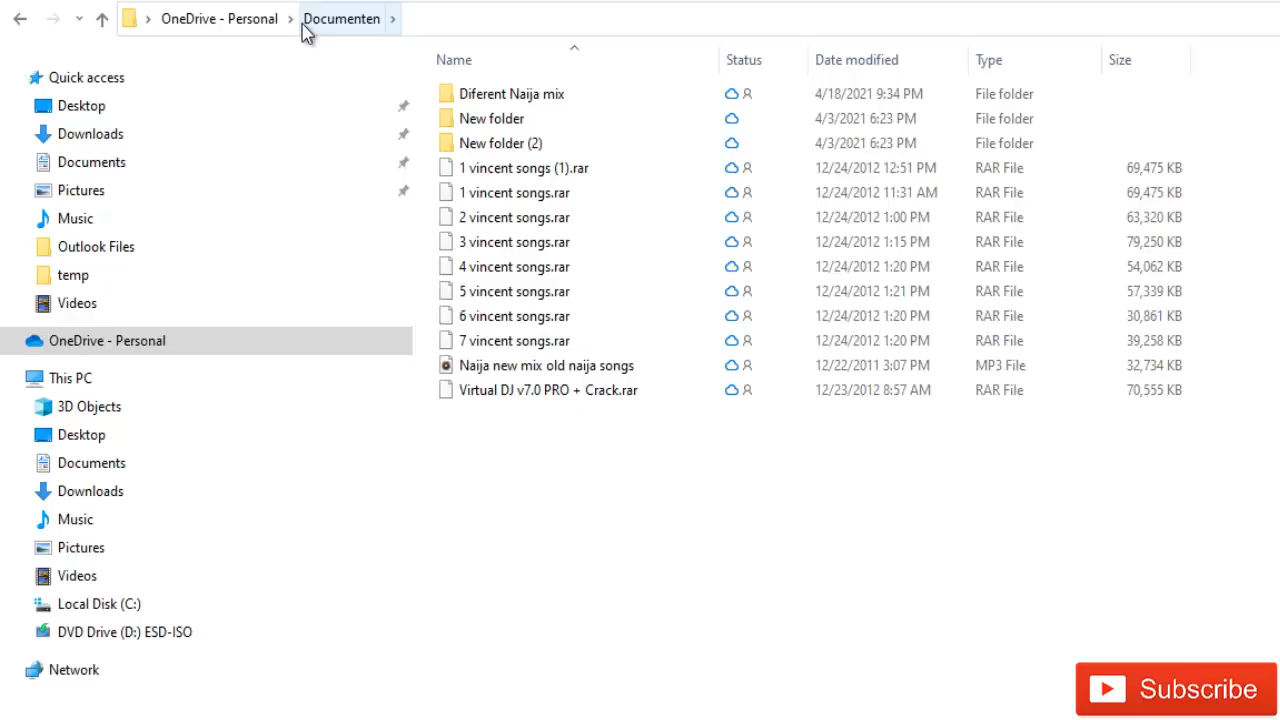 OneDrive - Personal > Documenten >
Name Status Date modified Type Size
Quick access
Desktop
Downloads
Documents
Pictures
Music
Outlook Files
temp
Videos
OneDrive - Personal
This PC
3D Objects
Desktop
Documents
Downloads
Music
Pictures
Videos
Local Disk (C:)
DVD Drive (D:) ESD-ISO
Network
Diferent Naija mix 4/18/2021 9:34 PM File folder
New folder 4/3/2021 6:23 PM File folder
New folder (2) 4/3/2021 6:23 PM File folder
1 vincent songs (1).rar 12/24/2012 12:51 PM RAR File 69,475 KB
1 vincent songs.rar 12/24/2012 11:31 AM RAR File 69,475 KB
2 vincent songs.rar 12/24/2012 1:00 PM RAR File 63,320 KB
3 vincent songs.rar 12/24/2012 1:15 PM RAR File 79,250 KB
4 vincent songs.rar 12/24/2012 1:20 PM RAR File 54,062 KB
5 vincent songs.rar 12/24/2012 1:21 PM RAR File 57,339 KB
6 vincent songs.rar 12/24/2012 1:20 PM RAR File 30,861 KB
7 vincent songs.rar 12/24/2012 1:20 PM RAR File 39,258 KB
Naija new mix old naija songs 12/22/2011 3:07 PM MP3 File 32,734 KB
Virtual DJ v7.0 PRO + Crack.rar 12/23/2012 8:57 AM RAR File 70,555 KB
Subscribe